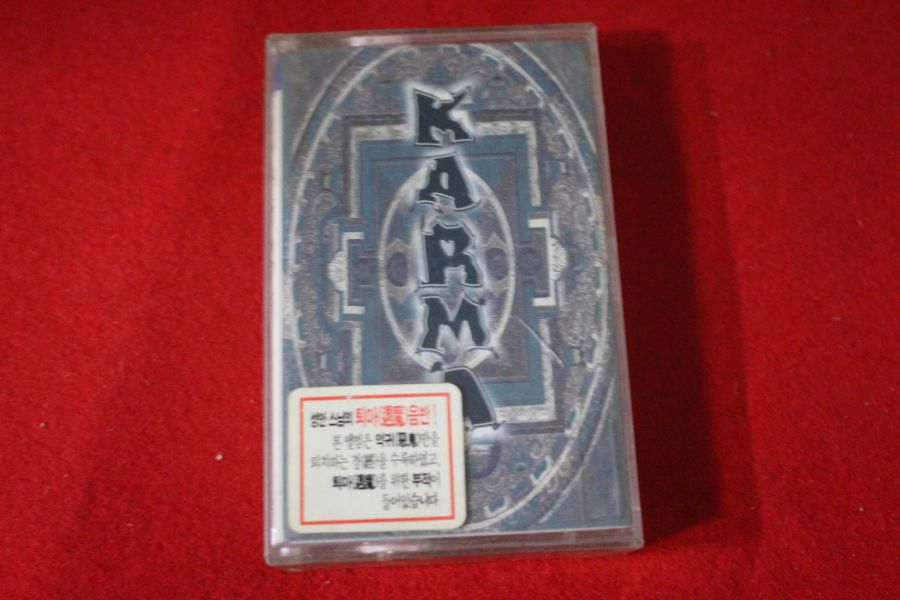 KARMA
성안 스님의 퇴마(退魔)음반!
본 앨범은 악귀(惡鬼)만을
퇴치하는 경(經)을 수록하였고,
퇴마(退魔)를 위한 부적이
들어있습니다